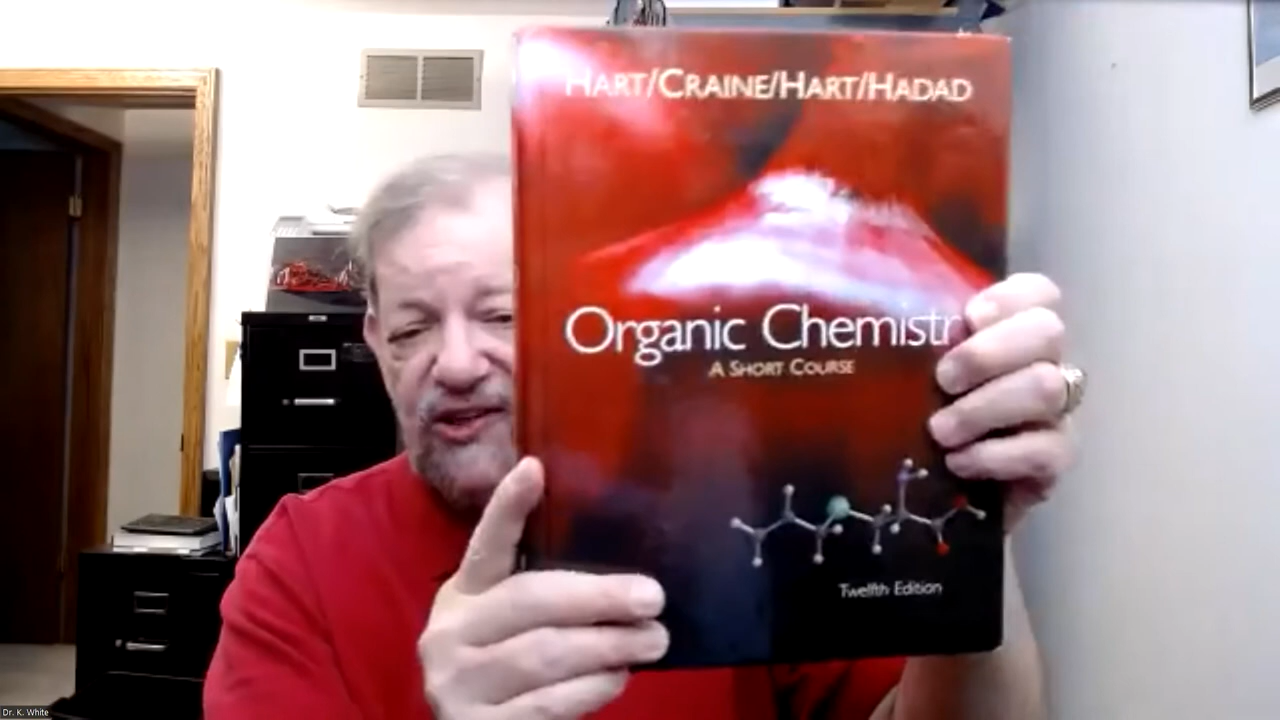 HART/CRAINE/HART/HADAD
Organic Chemistr
A SHORT COURSE
Twelfth Edition
Dr. K. White